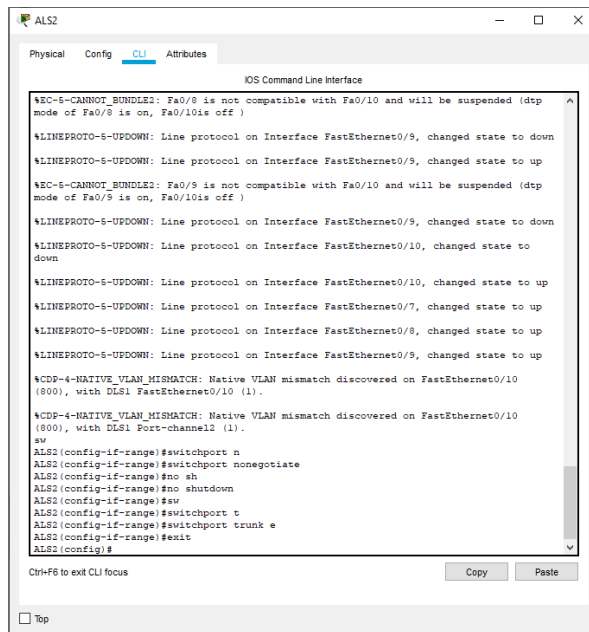 ALS2
Physical Config CLI Attributes
IOS Command Line Interface
%EC-5-CANNOT_BUNDLE2: Fa0/8 is not compatible with Fa0/10 and will be suspended (dtp
mode of Fa0/8 is on, Fa0/10is off )
%LINEPROTO-5-UPDOWN: Line protocol on Interface FastEthernet0/9, changed state to down
%LINEPROTO-5-UPDOWN: Line protocol on Interface FastEthernet0/9, changed state to up
%EC-5-CANNOT_BUNDLE2: Fa0/9 is not compatible with Fa0/10 and will be suspended (dtp
mode of Fa0/9 is on, Fa0/10is off )
%LINEPROTO-5-UPDOWN: Line protocol on Interface FastEthernet0/9, changed state to down
%LINEPROTO-5-UPDOWN: Line protocol on Interface FastEthernet0/10, changed state to
down
%LINEPROTO-5-UPDOWN: Line protocol on Interface FastEthernet0/10, changed state to up
%LINEPROTO-5-UPDOWN: Line protocol on Interface FastEthernet0/7, changed state to up
%LINEPROTO-5-UPDOWN: Line protocol on Interface FastEthernet0/8, changed state to up
%LINEPROTO-5-UPDOWN: Line protocol on Interface FastEthernet0/9, changed state to up
%CDP-4-NATIVE_VLAN_MISMATCH: Native VLAN mismatch discovered on FastEthernet0/10
(800), with DLS1 FastEthernet0/10 (1).
%CDP-4-NATIVE_VLAN_MISMATCH: Native VLAN mismatch discovered on FastEthernet0/10
(800), with DLS1 Port-channel2 (1).
sw
ALS2(config-if-range)#switchport n
ALS2(config-if-range)#switchport nonegotiate
ALS2(config-if-range)#no sh
ALS2(config-if-range)#no shutdown
ALS2(config-if-range)#sw
ALS2(config-if-range)#switchport t
ALS2(config-if-range)#switchport trunk e
ALS2(config-if-range)#exit
ALS2(config)#
Ctrl+F6 to exit CLI focus
Copy Paste
Top